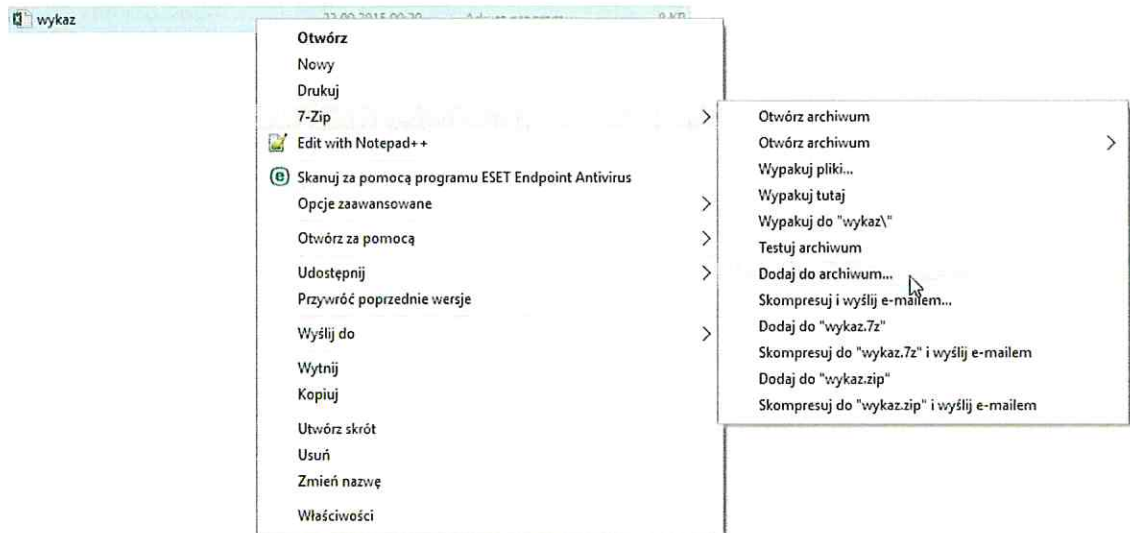 wykaz
Otwórz
Nowy
Drukuj
7-Zip
Edit with Notepad++
Skanuj za pomocą programu ESET Endpoint Antivirus
Opcje zaawansowane
Otwórz za pomocą
Udostępnij
Przywróć poprzednie wersje
Wyślij do
Wytnij
Kopiuj
Utwórz skrót
Usuń
Zmień nazwę
Właściwości
Otwórz archiwum
Otwórz archiwum
Wypakuj pliki...
Wypakuj tutaj
Wypakuj do "wykaz\"
Testuj archiwum
Dodaj do archiwum...
Skompresuj i wyślij e-mailem...
Dodaj do "wykaz.7z"
Skompresuj do "wykaz.7z" i wyślij e-mailem
Dodaj do "wykaz.zip"
Skompresuj do "wykaz.zip" i wyślij e-mailem